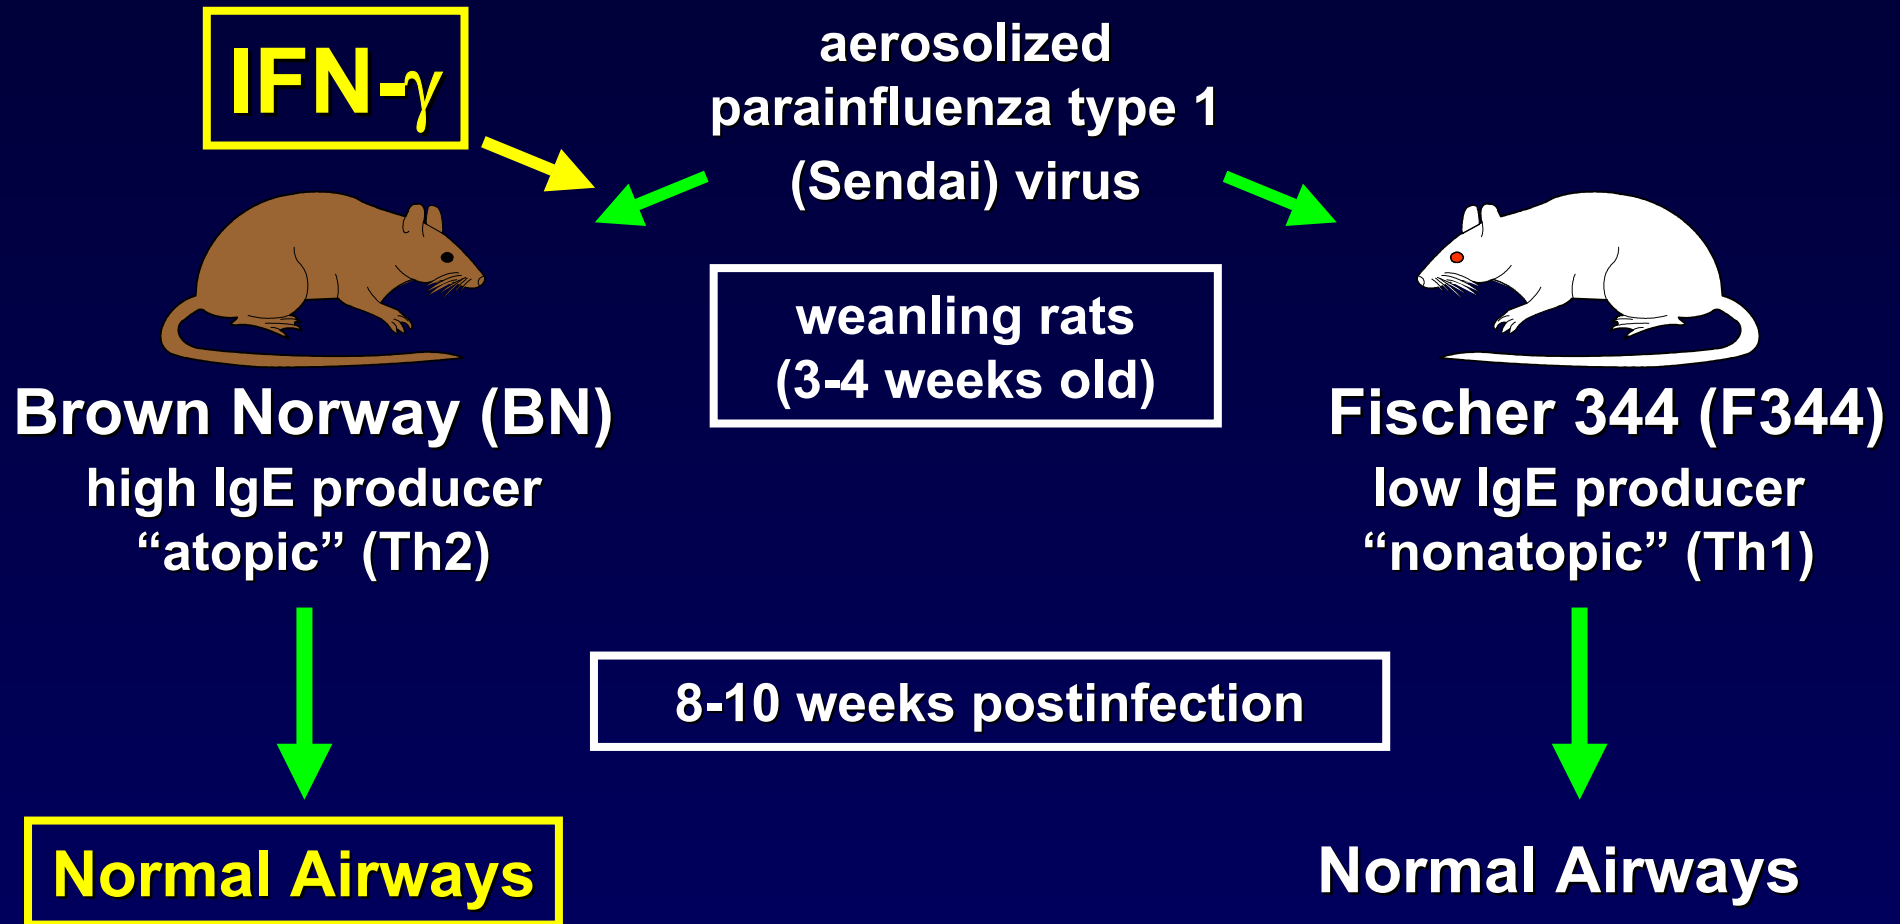 IFN-γ
aerosolized
parainfluenza type 1
(Sendai) virus
weanling rats
(3-4 weeks old)
Brown Norway (BN)
high IgE producer
“atopic” (Th2)
Fischer 344 (F344)
low IgE producer
“nonatopic” (Th1)
8-10 weeks postinfection
Normal Airways
Normal Airways